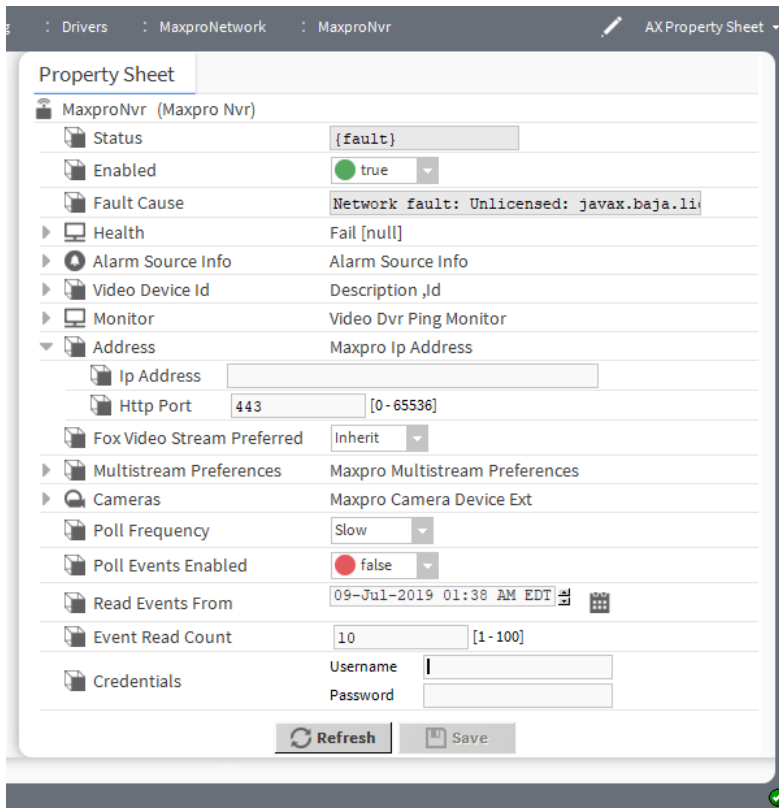 : Drivers : MaxproNetwork : MaxproNvr AX Property Sheet
Property Sheet
MaxproNvr (Maxpro Nvr)
Status {fault}
Enabled true
Fault Cause Network fault: Unlicensed: javax.baja.li
Health Fail [null]
Alarm Source Info Alarm Source Info
Video Device Id Description ,Id
Monitor Video Dvr Ping Monitor
Address Maxpro Ip Address
Ip Address
Http Port 443 [0-65536]
Fox Video Stream Preferred Inherit
Multistream Preferences Maxpro Multistream Preferences
Cameras Maxpro Camera Device Ext
Poll Frequency Slow
Poll Events Enabled false
Read Events From 09-Jul-2019 01:38 AM EDT
Event Read Count 10 [1-100]
Username
Credentials
Password
Refresh Save